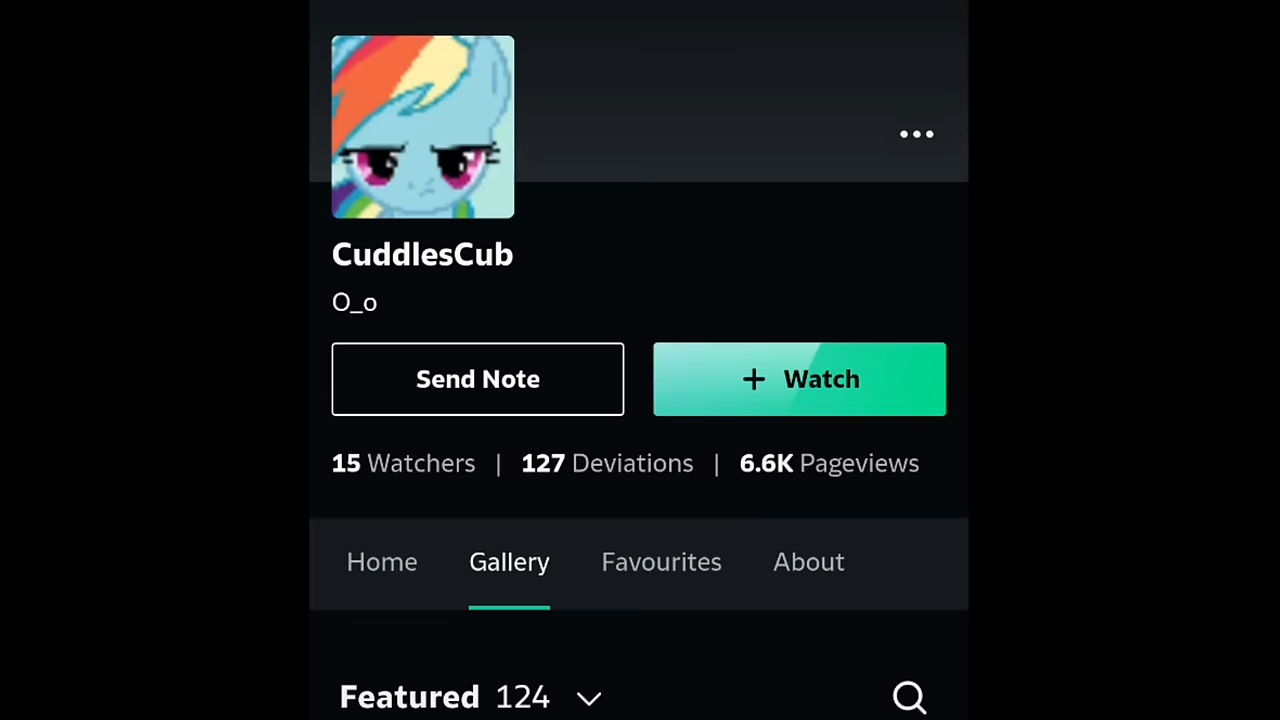 CuddlesCub
O_o
Send Note
+ Watch
15 Watchers | 127 Deviations | 6.6K Pageviews
Home Gallery Favourites About
Featured 124